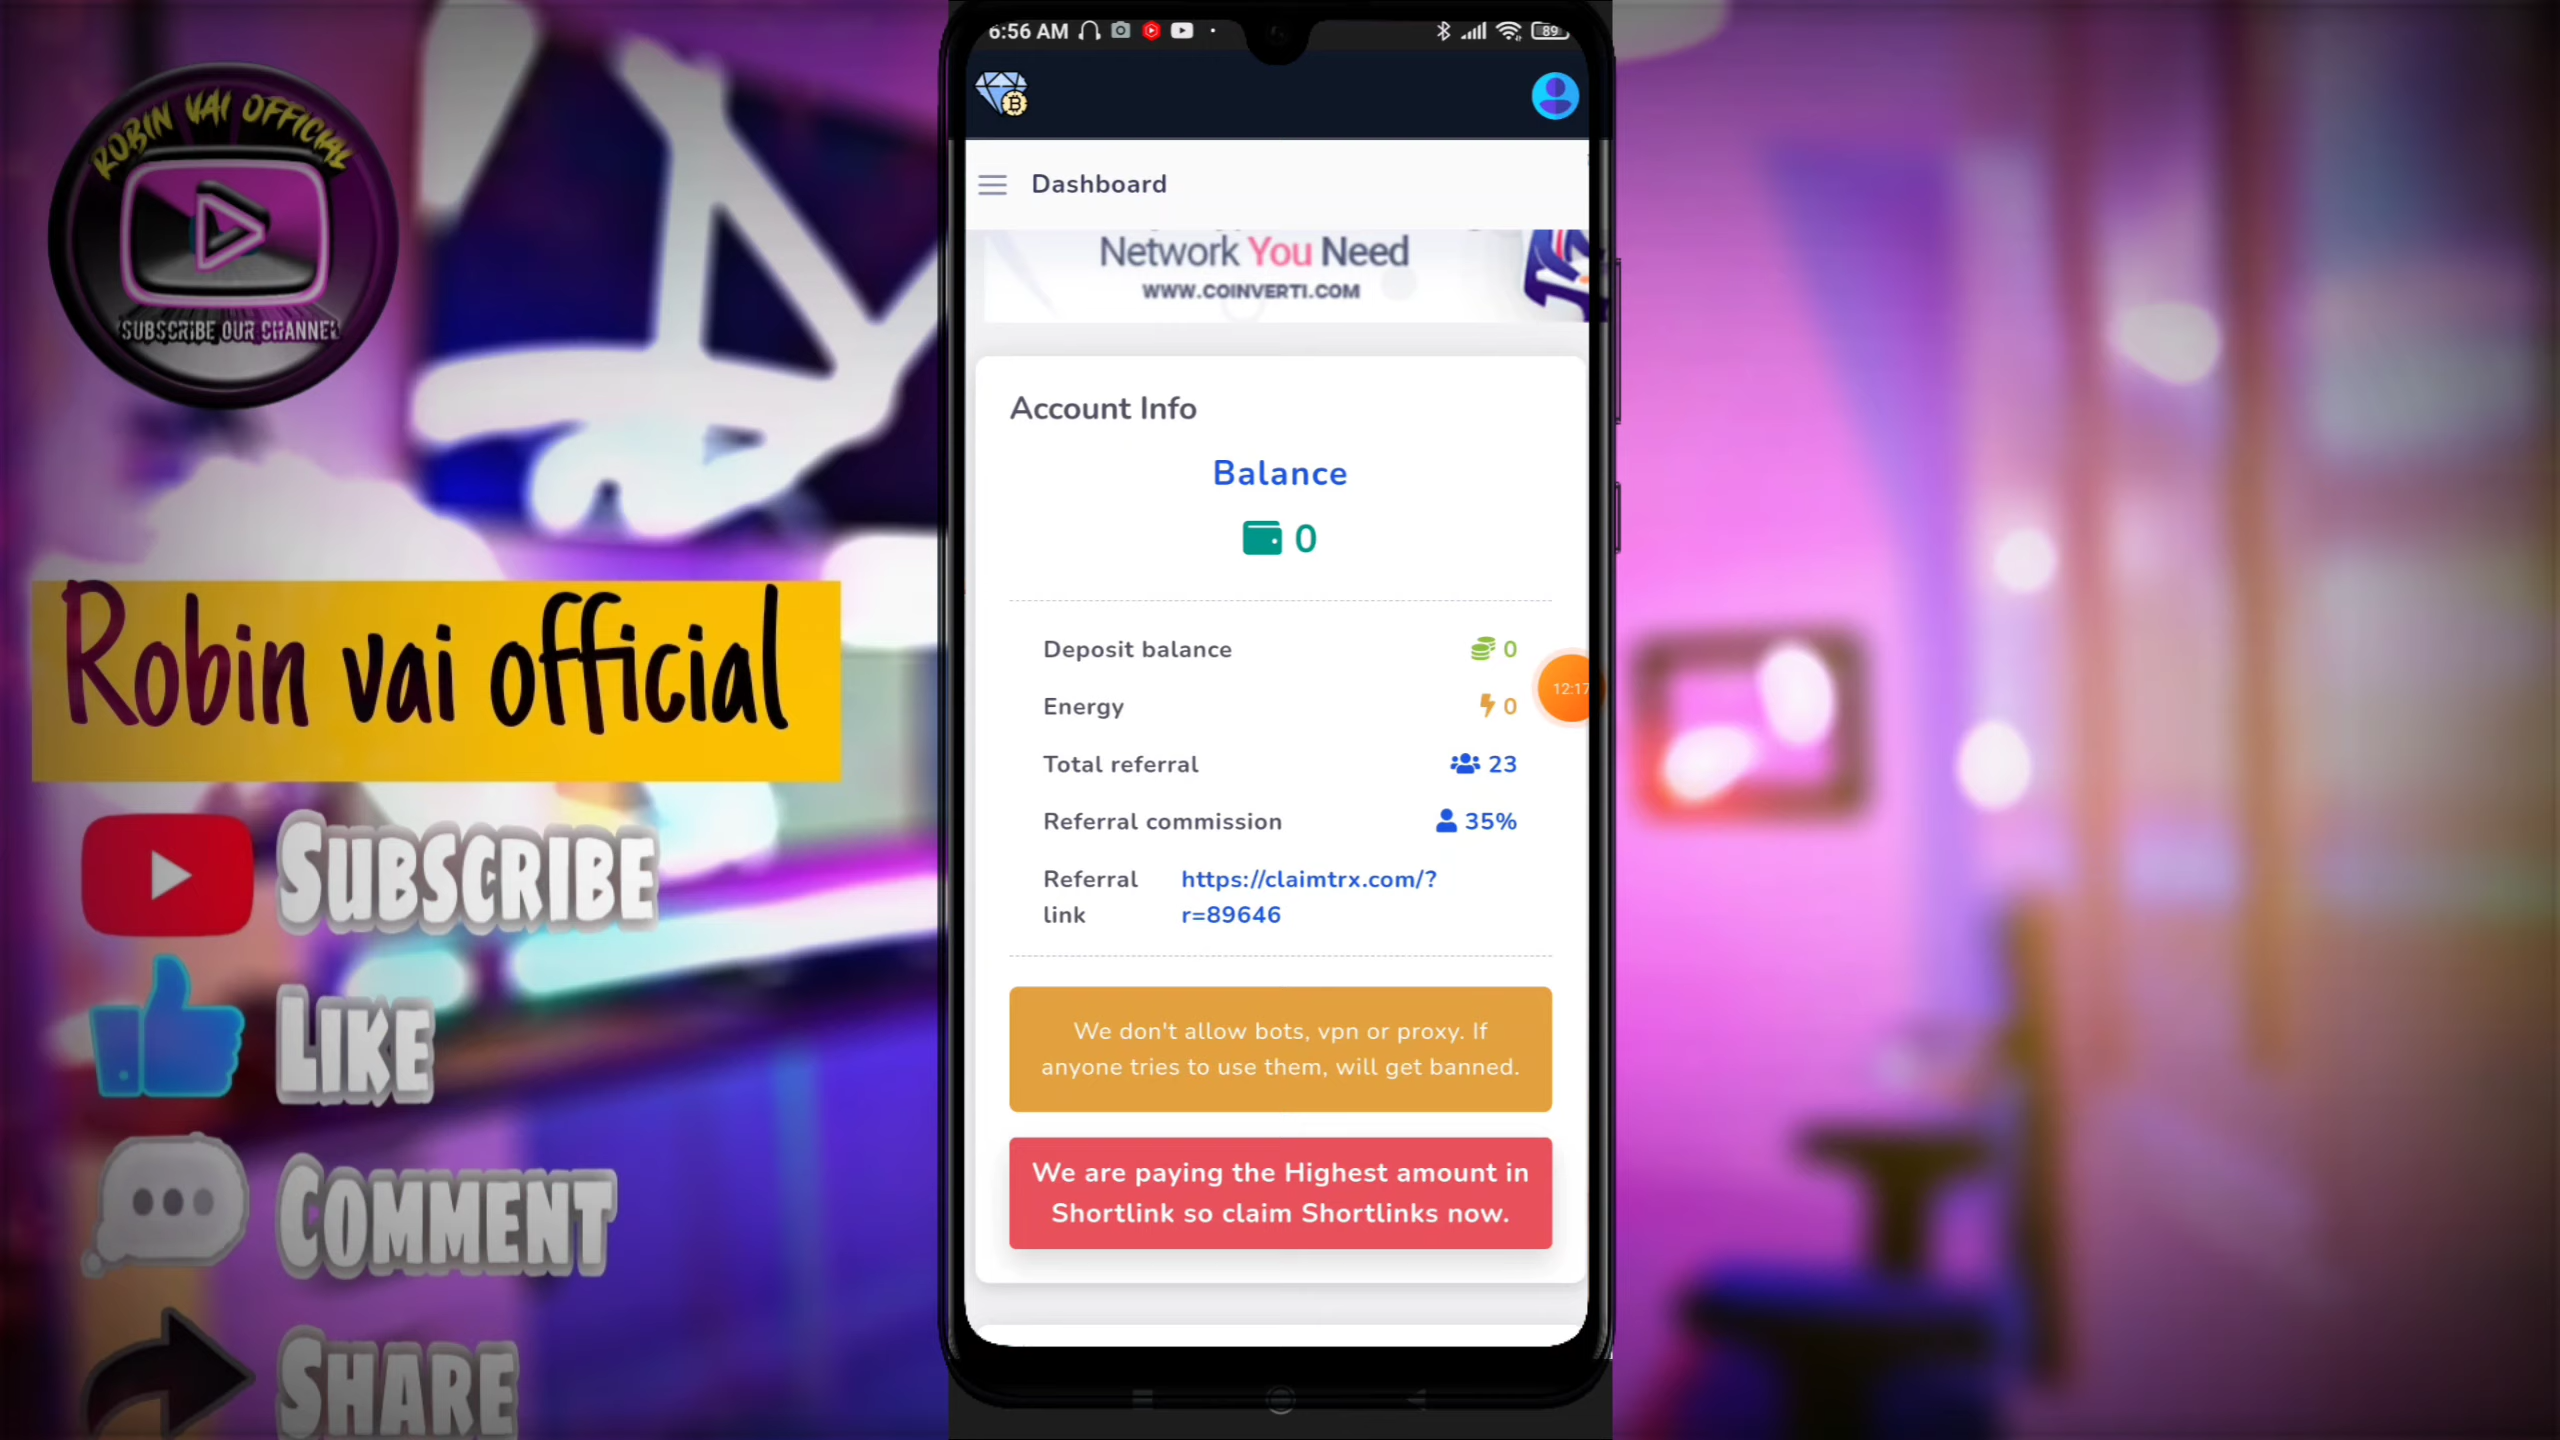 ROBIN VAI OFFICIAL
SUBSCRIBE OUR CHANNEL
Robin vai official
SUBSCRIBE
LIKE
COMMENT
SHARE
6:56 AM
89
Dashboard
Network You Need
WWW.COINVERTI.COM
Account Info
Balance
0
Deposit balance 0
Energy 0
12:17
Total referral 23
Referral commission 35%
Referral link https://claimtrx.com/?
r=89646
We don't allow bots, vpn or proxy. If
anyone tries to use them, will get banned.
We are paying the Highest amount in
Shortlink so claim Shortlinks now.